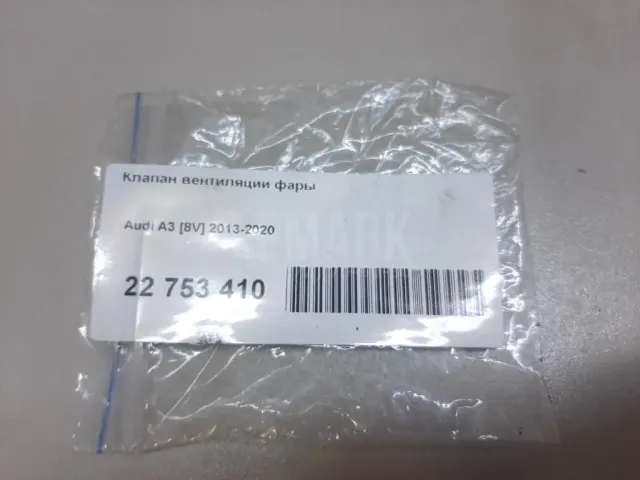 Клапан вентиляции фары
Audi A3 [8V] 2013-2020
22 753 410